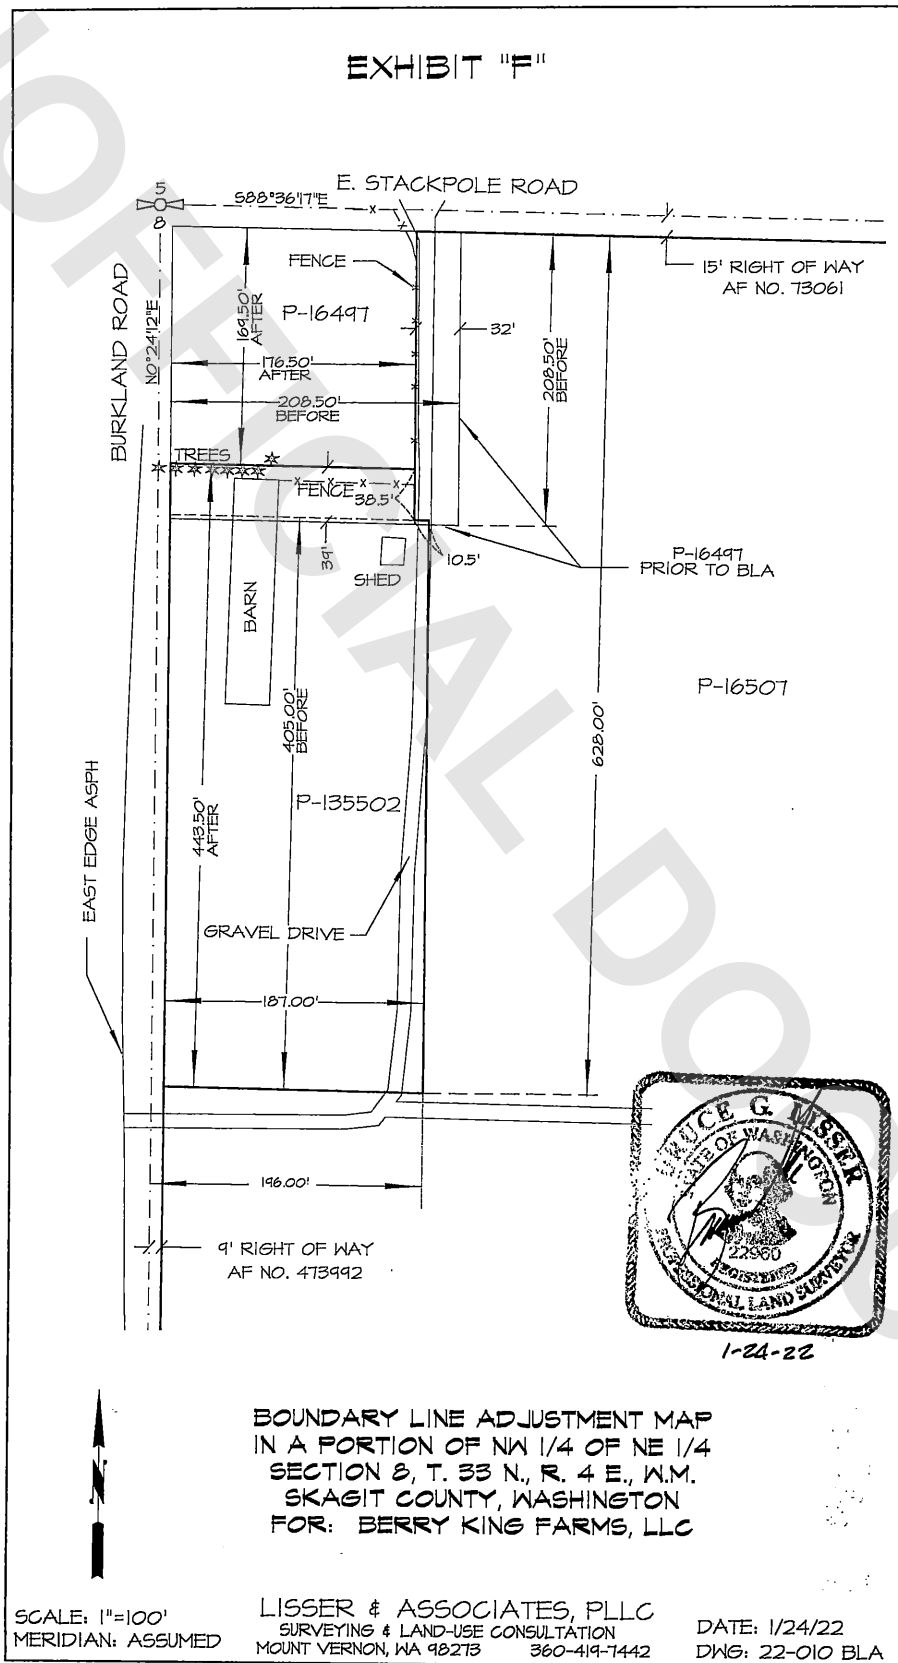 EXHIBIT "F"
E. STACKPOLE ROAD
5
8
S88°36'17"E
15' RIGHT OF WAY
AF NO. 73061
FENCE
P-16497
BURKLAND ROAD
N0°24'12"E
169.50'
AFTER
32'
176.50'
AFTER
208.50'
BEFORE
208.50'
BEFORE
TREES
FENCE
38.5'
39'
10.5'
SHED
P-16497
PRIOR TO BLA
BARN
P-16507
405.00'
BEFORE
628.00'
443.50'
AFTER
P-135502
EAST EDGE ASPH
GRAVEL DRIVE
187.00'
196.00'
9' RIGHT OF WAY
AF NO. 473992
BRUCE G. LISSER
STATE OF WASHINGTON
22960
REGISTERED
PROFESSIONAL LAND SURVEYOR
1-24-22
N
BOUNDARY LINE ADJUSTMENT MAP
IN A PORTION OF NW 1/4 OF NE 1/4
SECTION 8, T. 33 N., R. 4 E., W.M.
SKAGIT COUNTY, WASHINGTON
FOR: BERRY KING FARMS, LLC
SCALE: 1"=100'
MERIDIAN: ASSUMED
LISSER & ASSOCIATES, PLLC
SURVEYING & LAND-USE CONSULTATION
MOUNT VERNON, WA 98273 360-419-7442
DATE: 1/24/22
DWG: 22-010 BLA